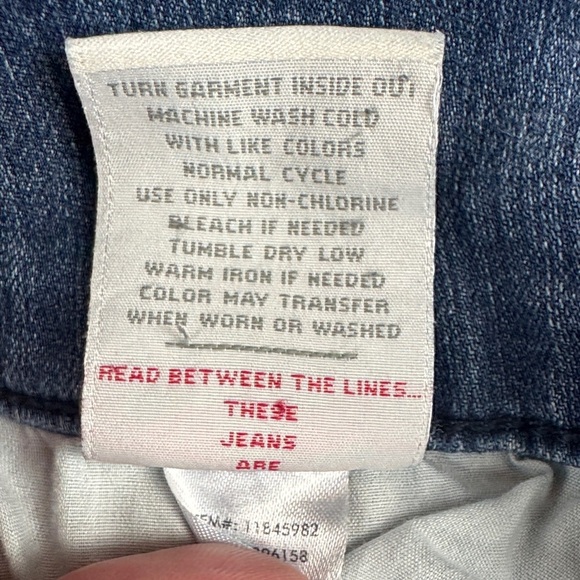 TURN GARMENT INSIDE OUT
MACHINE WASH COLD
WITH LIKE COLORS
NORMAL CYCLE
USE ONLY NON-CHLORINE
BLEACH IF NEEDED
TUMBLE DRY LOW
WARM IRON IF NEEDED
COLOR MAY TRANSFER
WHEN WORN OR WASHED
READ BETWEEN THE LINES...
THESE
JEANS
ARE
11845982